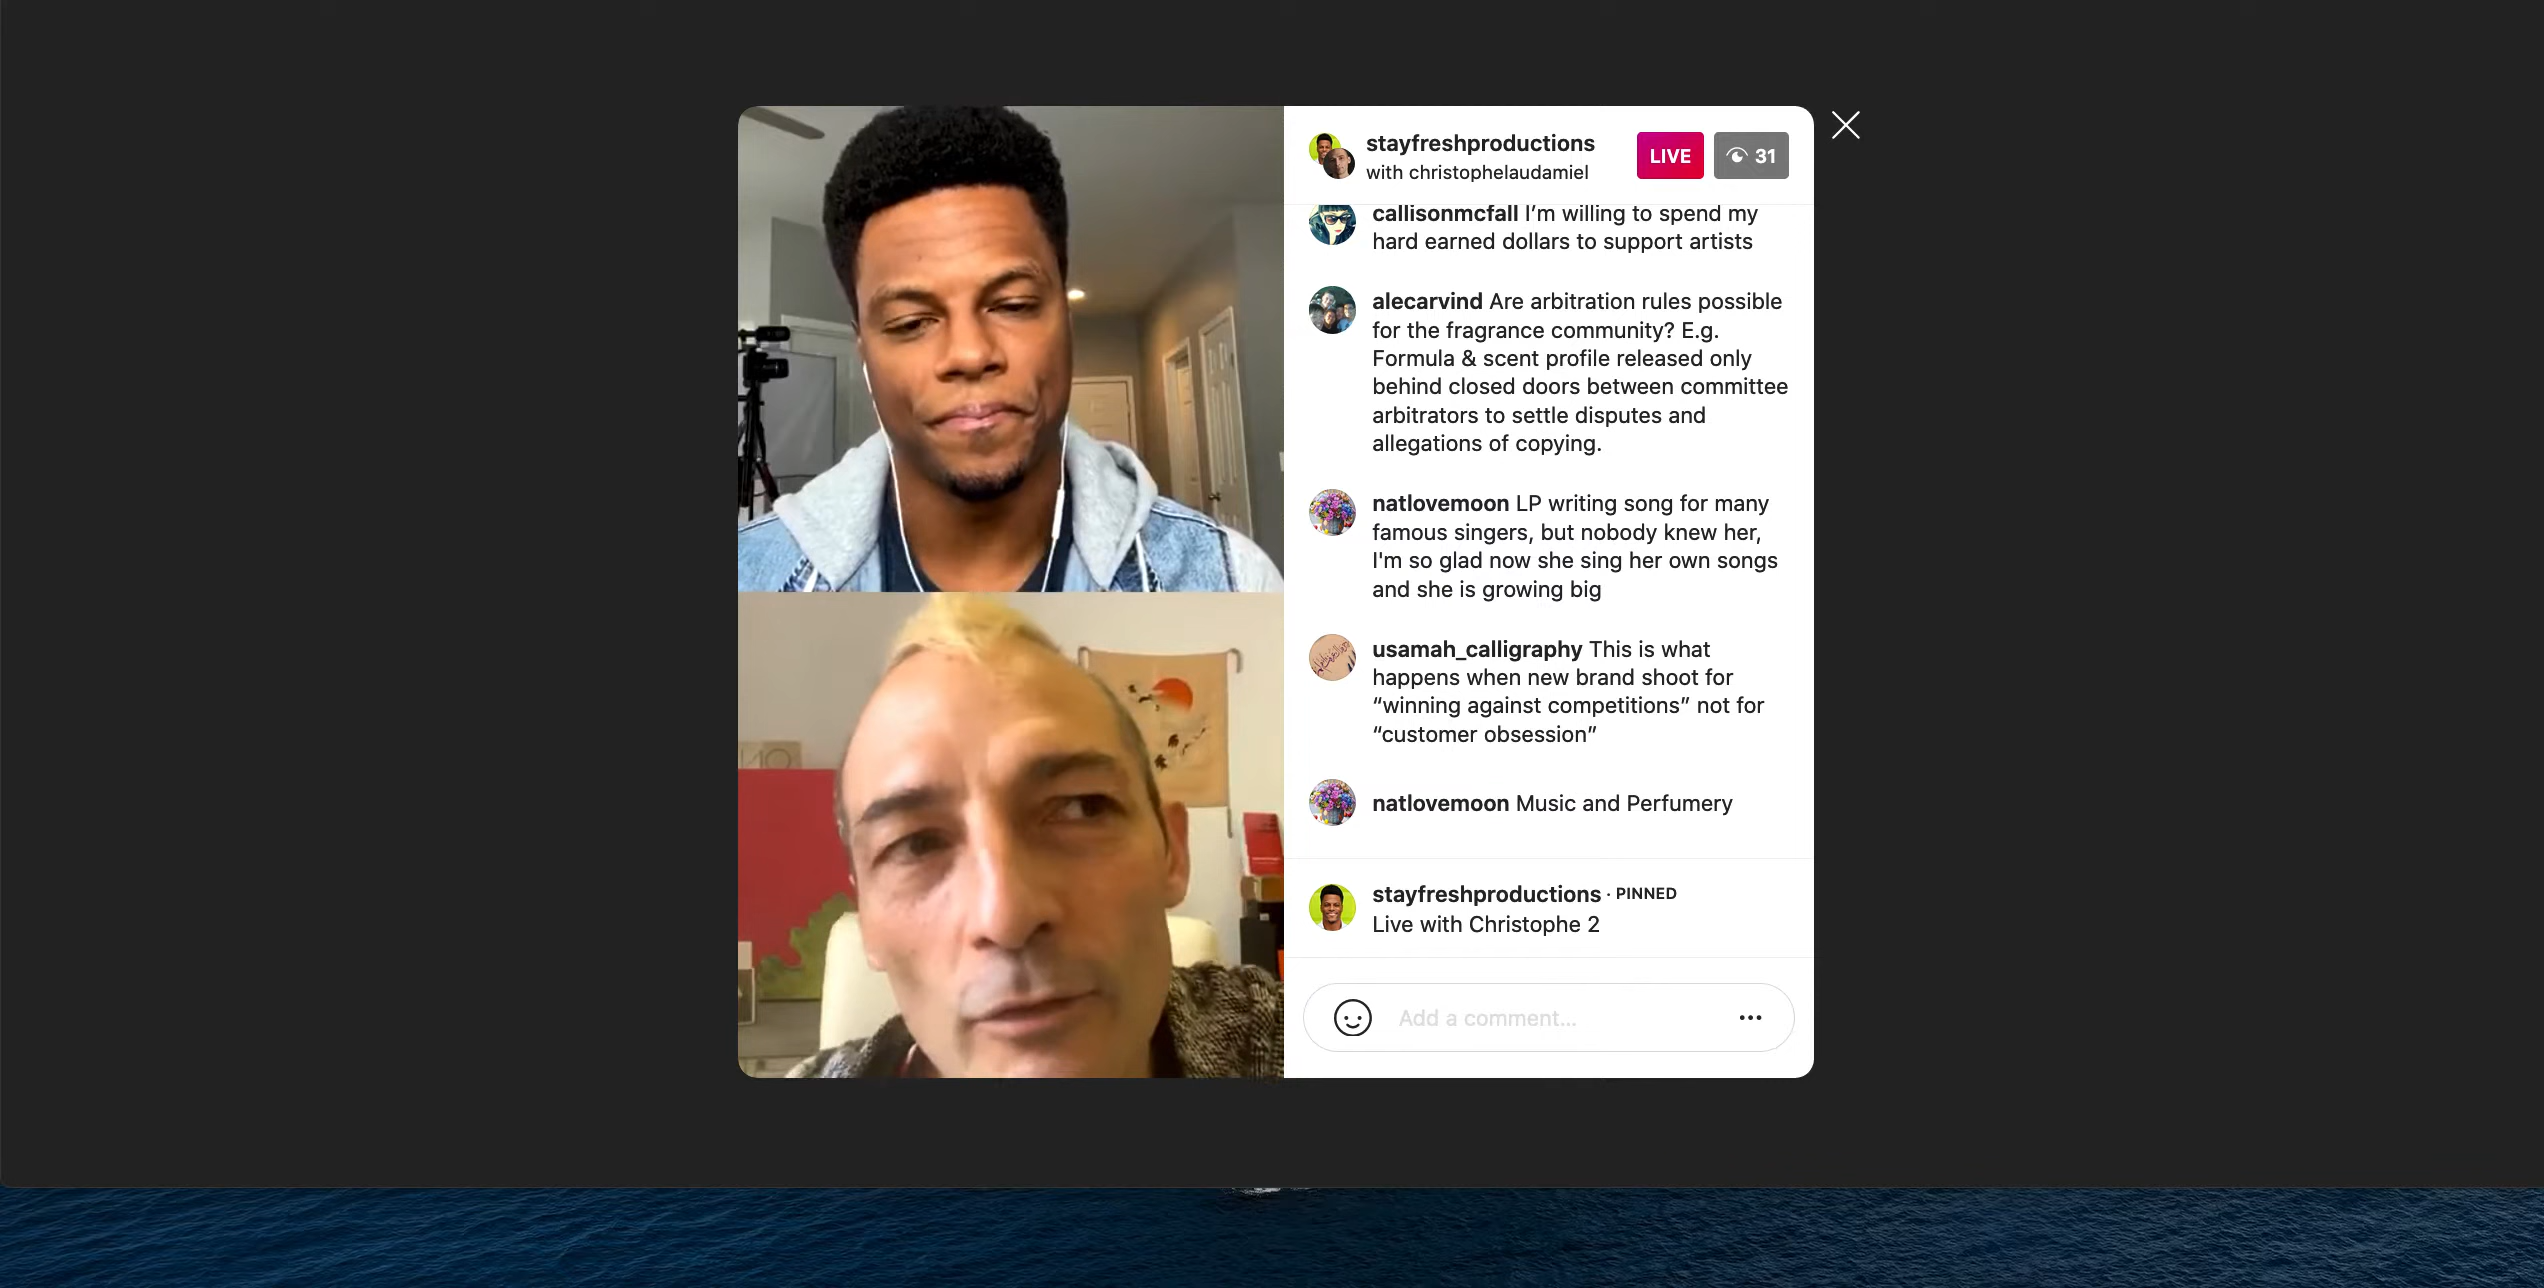 stayfreshproductions
with christophelaudamiel
LIVE
31
callisonmcfall I’m willing to spend my
hard earned dollars to support artists
alecarvind Are arbitration rules possible
for the fragrance community? E.g.
Formula & scent profile released only
behind closed doors between committee
arbitrators to settle disputes and
allegations of copying.
natlovemoon LP writing song for many
famous singers, but nobody knew her,
I'm so glad now she sing her own songs
and she is growing big
usamah_calligraphy This is what
happens when new brand shoot for
“winning against competitions” not for
“customer obsession”
natlovemoon Music and Perfumery
stayfreshproductions · PINNED
Live with Christophe 2
Add a comment...